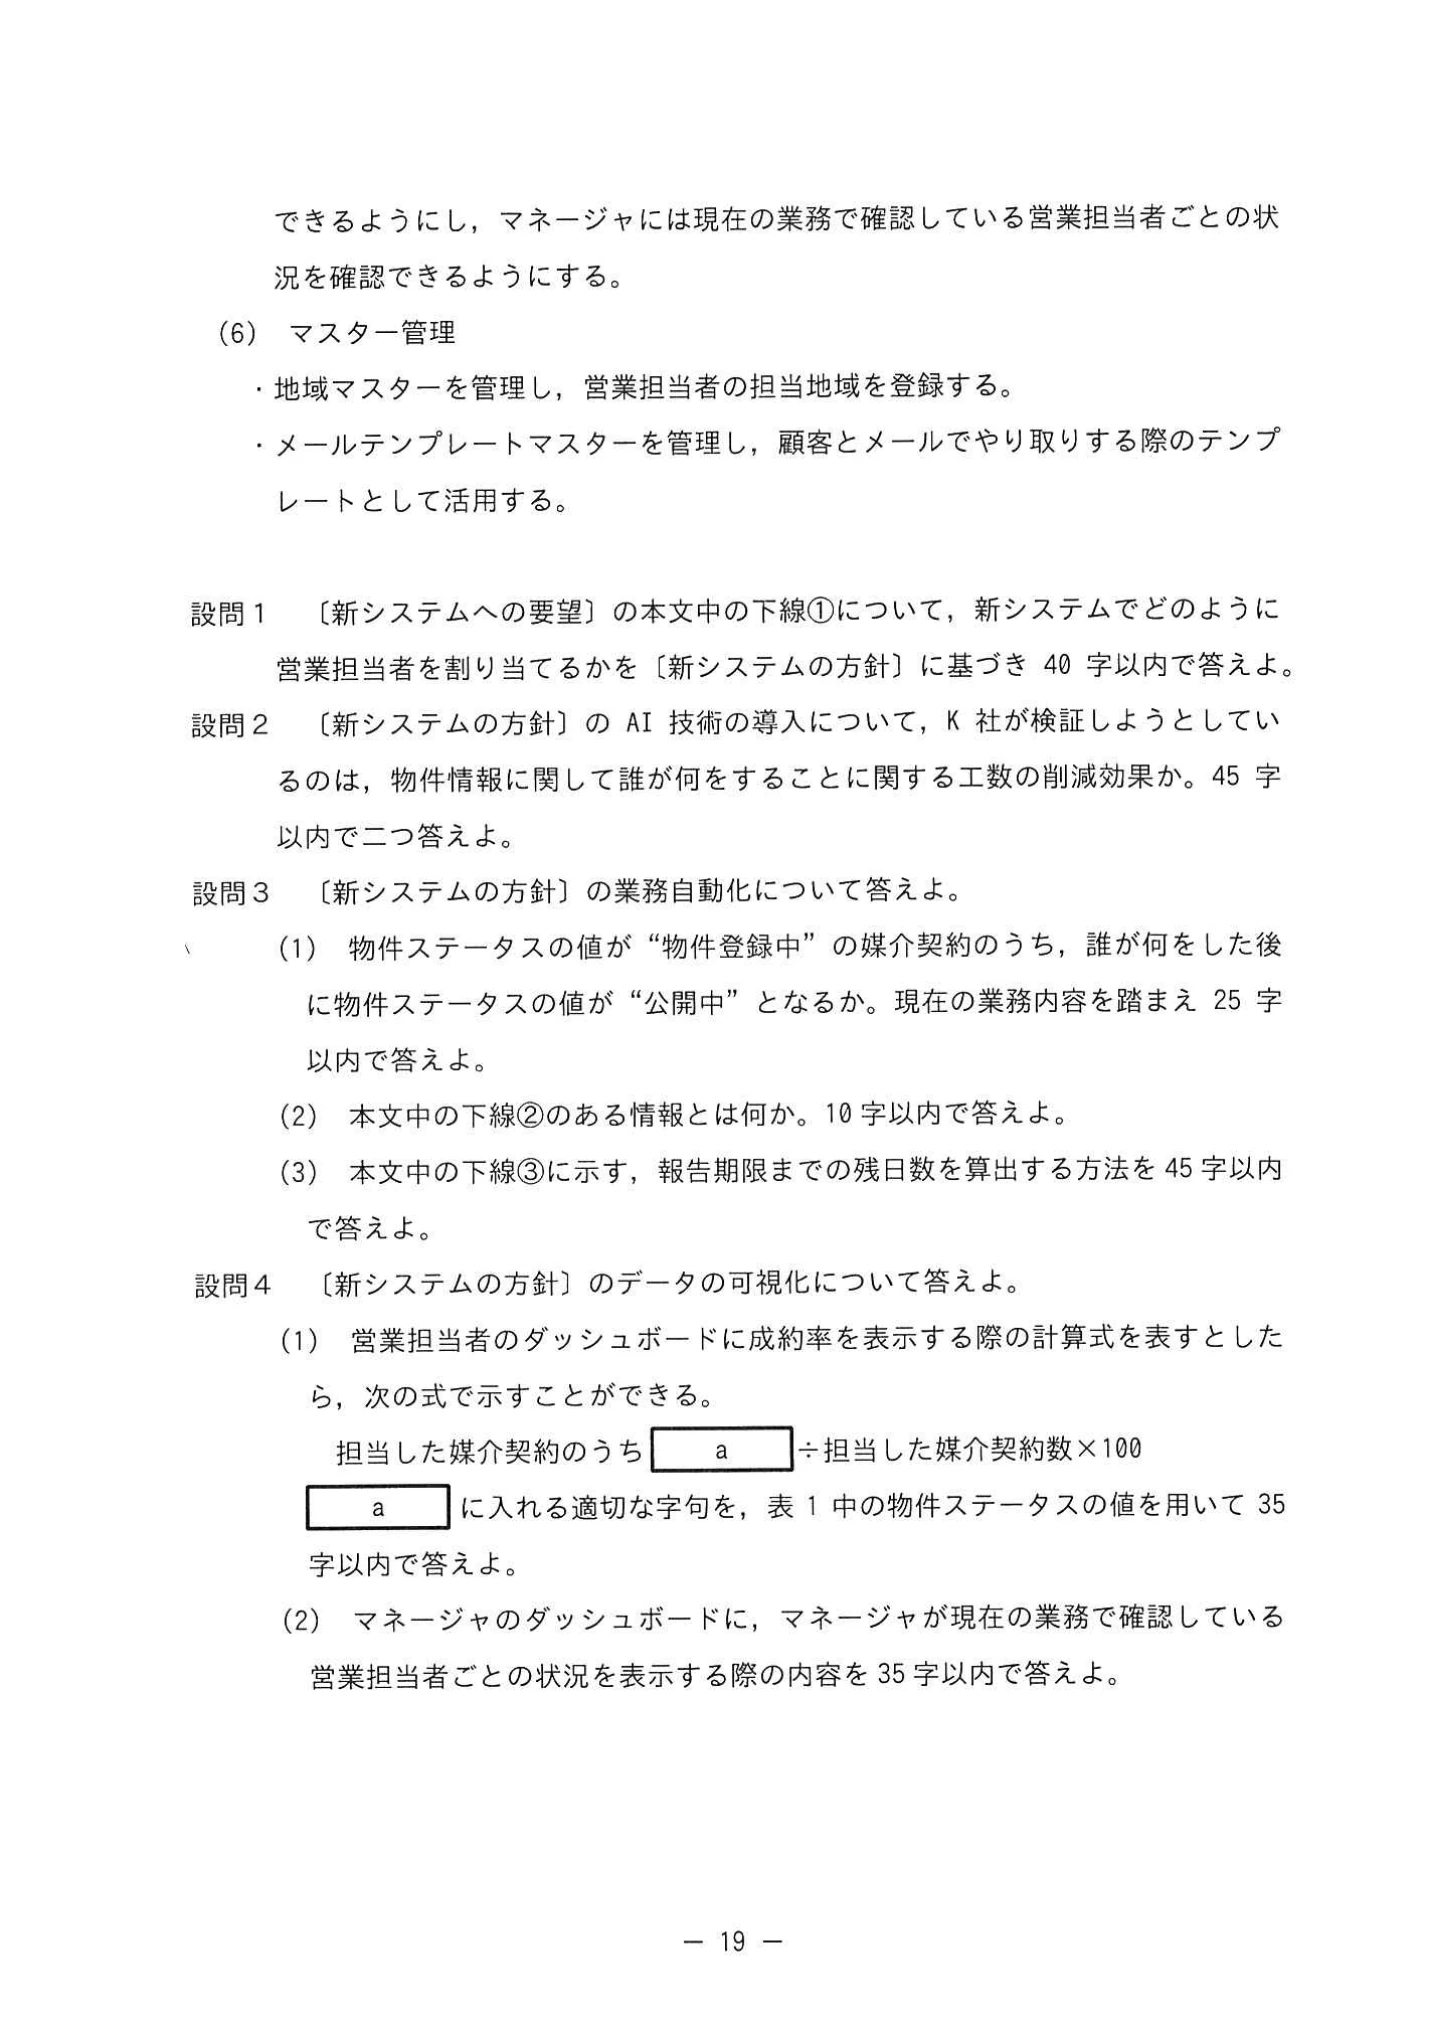 できるようにし，マネージャには現在の業務で確認している営業担当者ごとの状
況を確認できるようにする。
(6) マスター管理
・地域マスターを管理し，営業担当者の担当地域を登録する。
・メールテンプレートマスターを管理し，顧客とメールでやり取りする際のテンプ
レートとして活用する。
設問1 〔新システムへの要望〕の本文中の下線①について，新システムでどのように
営業担当者を割り当てるかを〔新システムの方針〕に基づき 40 字以内で答えよ。
設問2 〔新システムの方針〕の AI 技術の導入について，K 社が検証しようとしてい
るのは，物件情報に関して誰が何をすることに関する工数の削減効果か。45 字
以内で二つ答えよ。
設問3 〔新システムの方針〕の業務自動化について答えよ。
(1) 物件ステータスの値が“物件登録中”の媒介契約のうち，誰が何をした後
に物件ステータスの値が“公開中”となるか。現在の業務内容を踏まえ 25 字
以内で答えよ。
(2) 本文中の下線②のある情報とは何か。10 字以内で答えよ。
(3) 本文中の下線③に示す，報告期限までの残日数を算出する方法を 45 字以内
で答えよ。
設問4 〔新システムの方針〕のデータの可視化について答えよ。
(1) 営業担当者のダッシュボードに成約率を表示する際の計算式を表すとした
ら，次の式で示すことができる。
担当した媒介契約のうち a ÷担当した媒介契約数×100
a に入れる適切な字句を，表 1 中の物件ステータスの値を用いて 35
字以内で答えよ。
(2) マネージャのダッシュボードに，マネージャが現在の業務で確認している
営業担当者ごとの状況を表示する際の内容を 35 字以内で答えよ。
－ 19 －